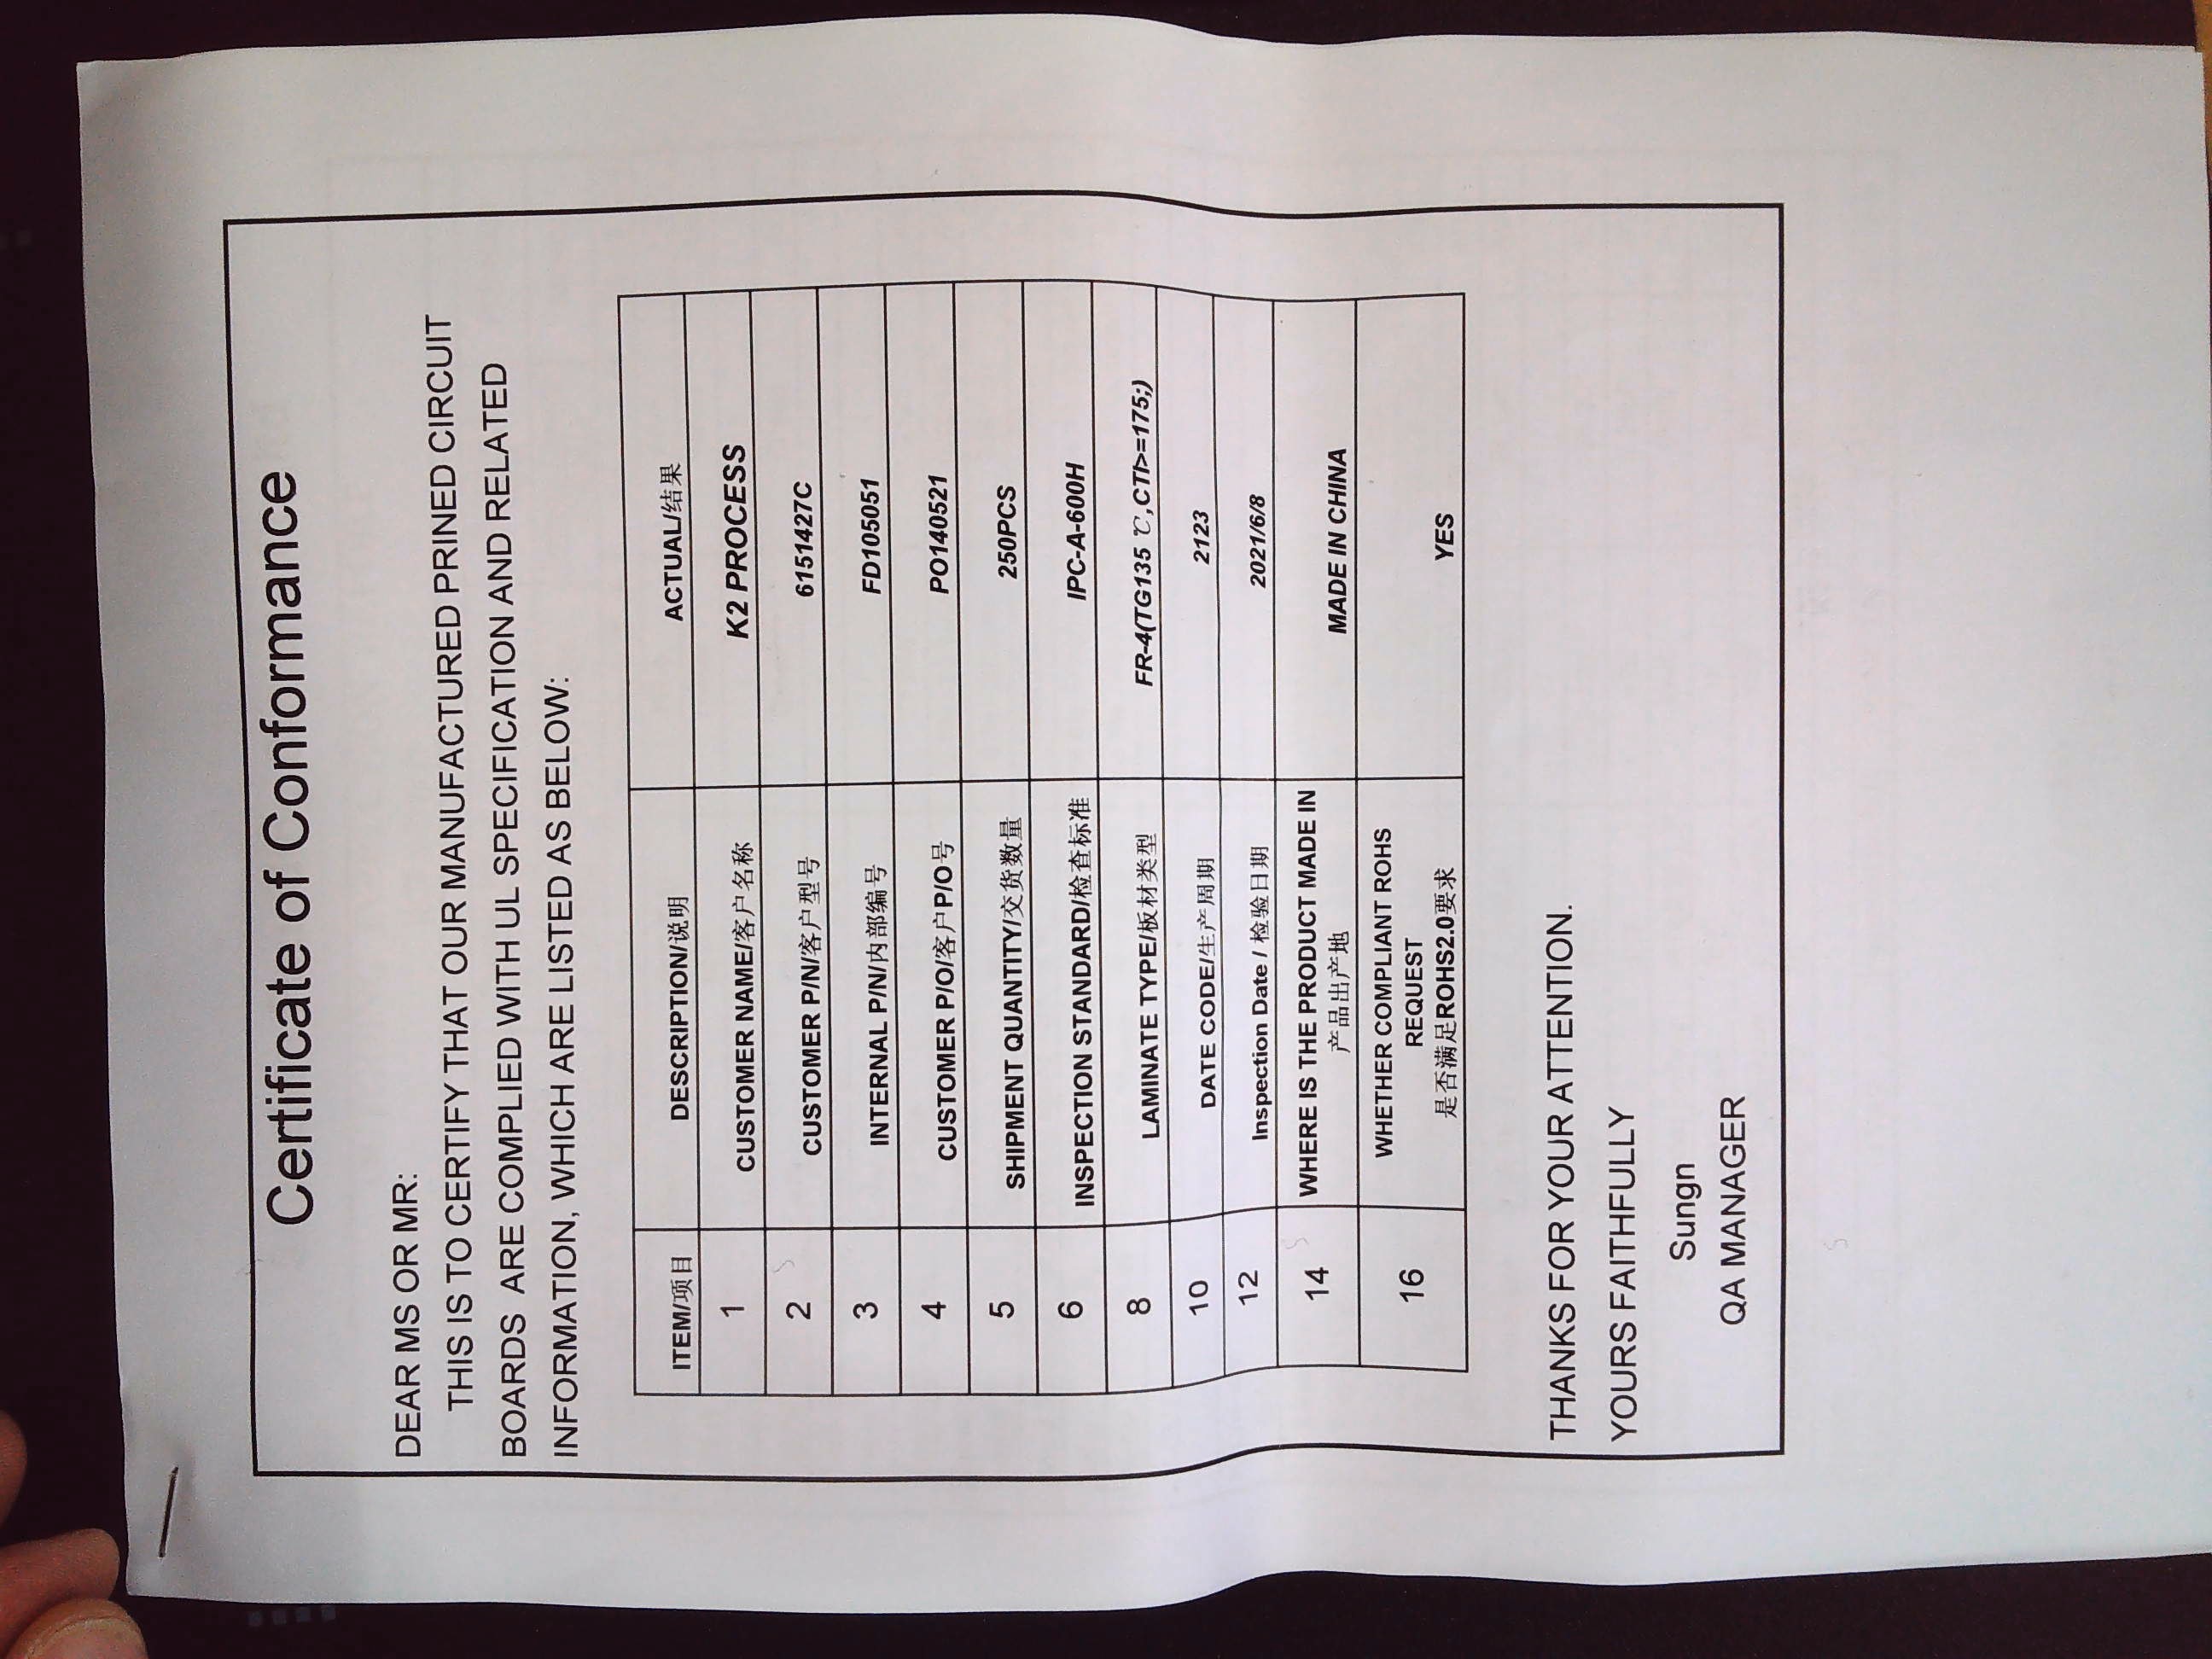 Certificate of Conformance
DEAR MS OR MR:
THIS IS TO CERTIFY THAT OUR MANUFACTURED PRINED CIRCUIT
BOARDS ARE COMPLIED WITH UL SPECIFICATION AND RELATED
INFORMATION, WHICH ARE LISTED AS BELOW:
ITEM/项目 DESCRIPTION/说明 ACTUAL/结果
1 CUSTOMER NAME/客户名称 K2 PROCESS
2 CUSTOMER P/N/客户型号 6151427C
3 INTERNAL P/N/内部编号 FD105051
4 CUSTOMER P/O/客户P/O号 PO140521
5 SHIPMENT QUANTITY/交货数量 250PCS
6 INSPECTION STANDARD/检查标准 IPC-A-600H
8 LAMINATE TYPE/板材类型 FR-4(TG135 ℃,CTI>=175;)
10 DATE CODE/生产周期 2123
12 Inspection Date / 检验日期 2021/6/8
14 WHERE IS THE PRODUCT MADE IN MADE IN CHINA
产品出产地
16 WHETHER COMPLIANT ROHS YES
REQUEST
是否满足ROHS2.0要求
THANKS FOR YOUR ATTENTION.
YOURS FAITHFULLY
Sungn
QA MANAGER